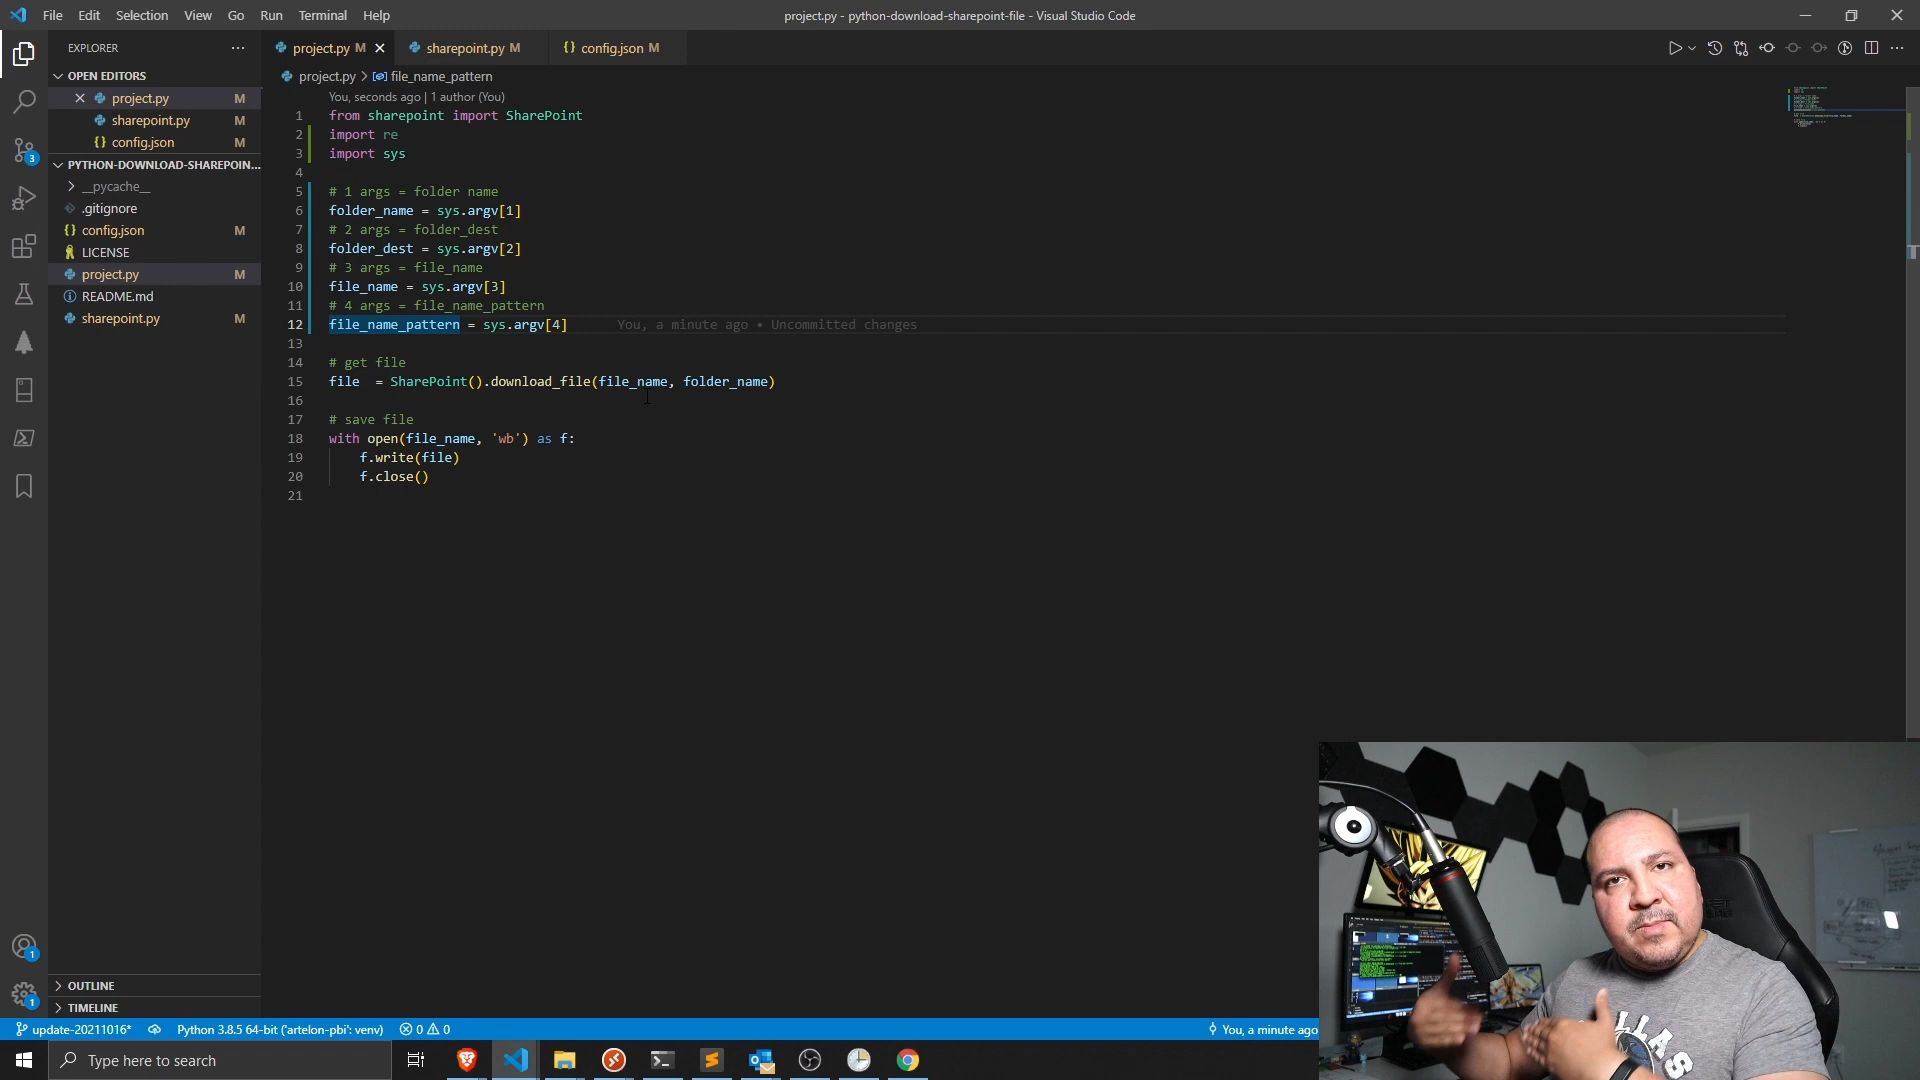 File Edit Selection View Go Run Terminal Help
project.py - python-download-sharepoint-file - Visual Studio Code
EXPLORER
OPEN EDITORS
project.py M
sharepoint.py M
config.json M
PYTHON-DOWNLOAD-SHAREPOIN...
__pycache__
.gitignore
config.json M
LICENSE
project.py M
README.md
sharepoint.py M
OUTLINE
TIMELINE
3
1
1
project.py M sharepoint.py M config.json M
project.py > file_name_pattern
You, seconds ago | 1 author (You)
1 from sharepoint import SharePoint
2 import re
3 import sys
4
5 # 1 args = folder name
6 folder_name = sys.argv[1]
7 # 2 args = folder_dest
8 folder_dest = sys.argv[2]
9 # 3 args = file_name
10 file_name = sys.argv[3]
11 # 4 args = file_name_pattern
12 file_name_pattern = sys.argv[4] You, a minute ago • Uncommitted changes
13
14 # get file
15 file  = SharePoint().download_file(file_name, folder_name)
16
17 # save file
18 with open(file_name, 'wb') as f:
19     f.write(file)
20     f.close()
21
update-20211016* Python 3.8.5 64-bit ('artelon-pbi': venv) 0 0 You, a minute ago
Type here to search